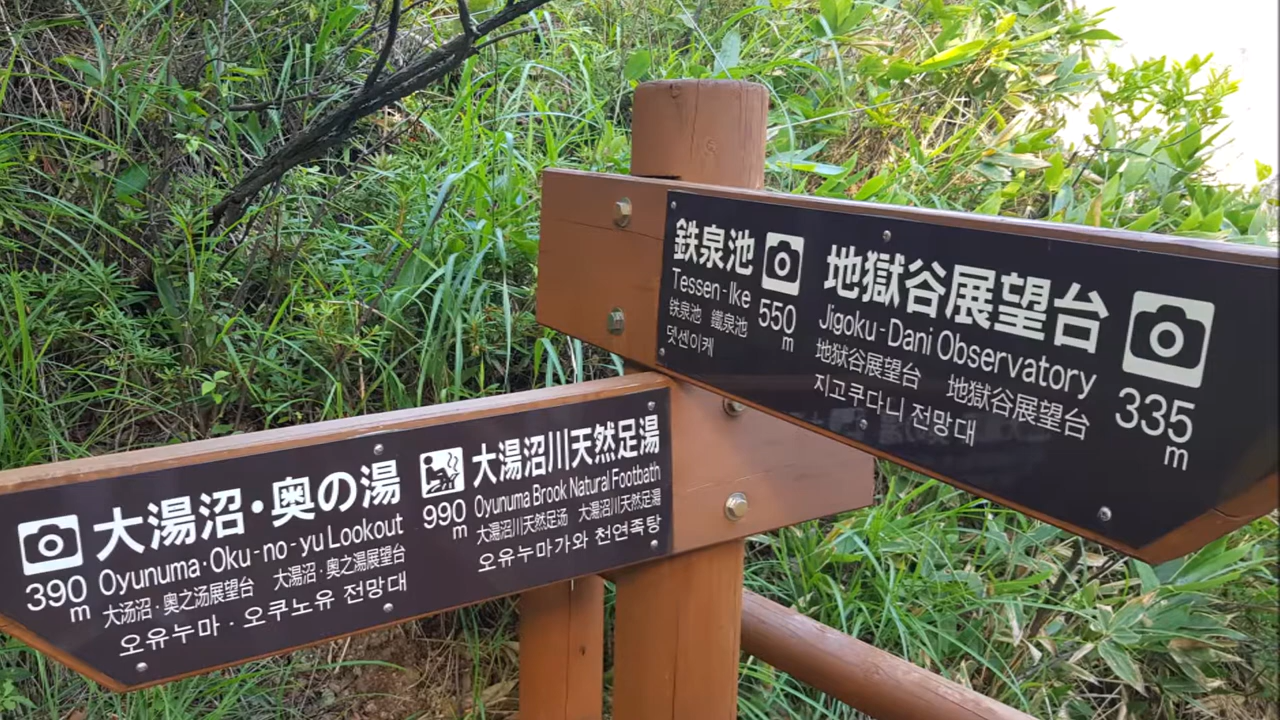 鉄泉池
Tessen-Ike
铁泉池 鐵泉池
뎃센이케
550
m
地獄谷展望台
Jigoku-Dani Observatory
地狱谷展望台 地獄谷展望台
지고쿠다니 전망대
335
m
390
m
大湯沼・奥の湯
Oyunuma·Oku-no-yu Lookout
大汤沼・奥之汤展望台 大湯沼・奥之湯展望台
오유누마 · 오쿠노유 전망대
990
m
大湯沼川天然足湯
Oyunuma Brook Natural Footbath
大汤沼川天然足汤 大湯沼川天然足湯
오유누마가와 천연족탕